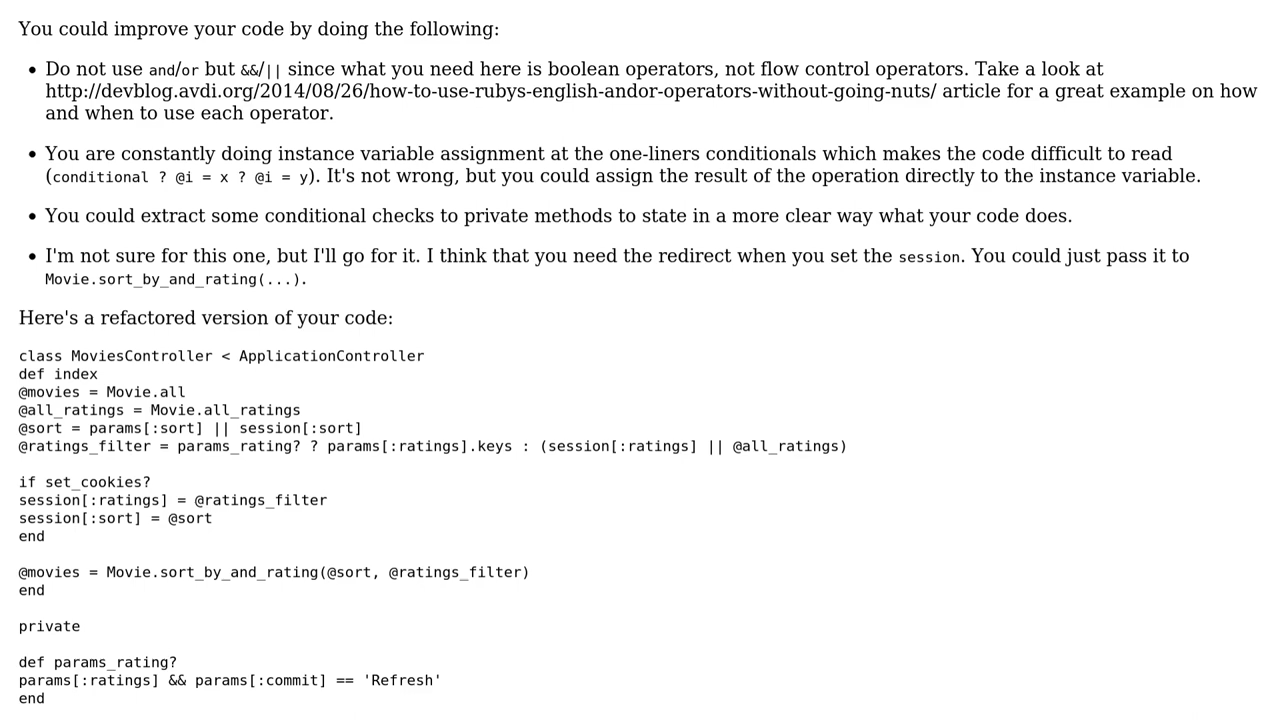 You could improve your code by doing the following:
• Do not use and/or but &&/|| since what you need here is boolean operators, not flow control operators. Take a look at
http://devblog.avdi.org/2014/08/26/how-to-use-rubys-english-andor-operators-without-going-nuts/ article for a great example on how
and when to use each operator.
• You are constantly doing instance variable assignment at the one-liners conditionals which makes the code difficult to read
(conditional ? @i = x ? @i = y). It's not wrong, but you could assign the result of the operation directly to the instance variable.
• You could extract some conditional checks to private methods to state in a more clear way what your code does.
• I'm not sure for this one, but I'll go for it. I think that you need the redirect when you set the session. You could just pass it to
Movie.sort_by_and_rating(...).
Here's a refactored version of your code:
class MoviesController < ApplicationController
def index
@movies = Movie.all
@all_ratings = Movie.all_ratings
@sort = params[:sort] || session[:sort]
@ratings_filter = params_rating? ? params[:ratings].keys : (session[:ratings] || @all_ratings)
if set_cookies?
session[:ratings] = @ratings_filter
session[:sort] = @sort
end
@movies = Movie.sort_by_and_rating(@sort, @ratings_filter)
end
private
def params_rating?
params[:ratings] && params[:commit] == 'Refresh'
end